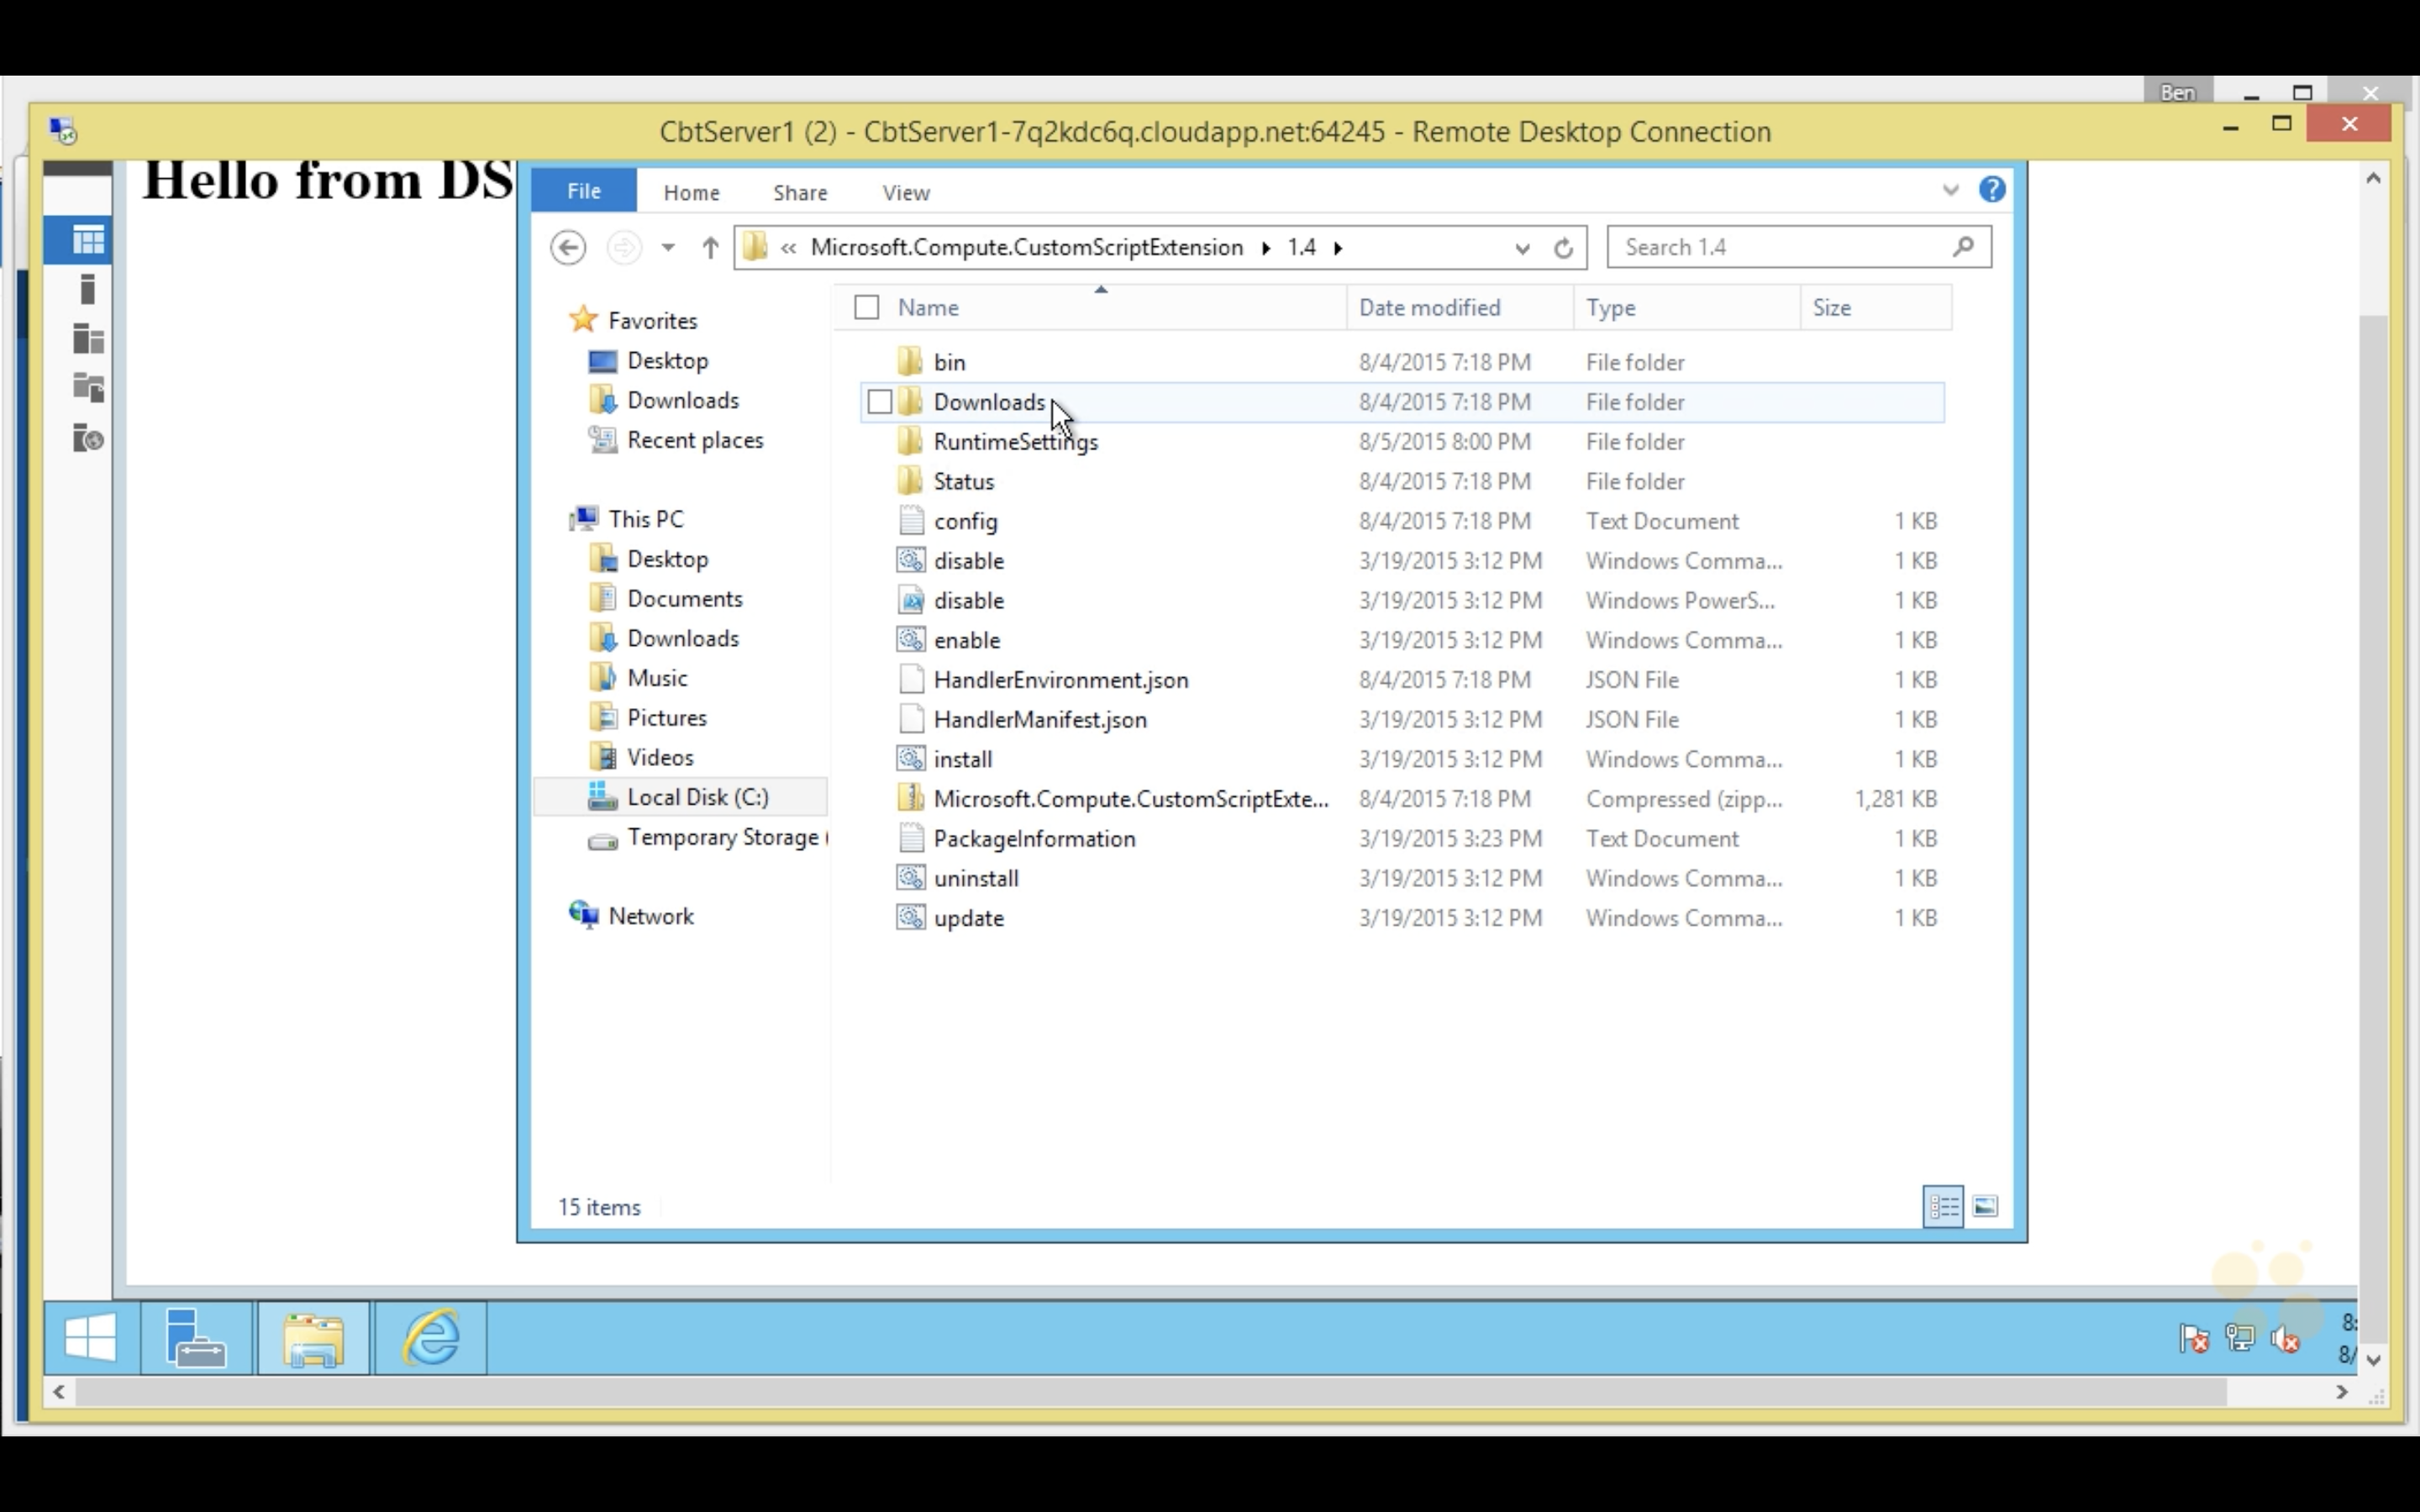 Ben
CbtServer1 (2) - CbtServer1-7q2kdc6q.cloudapp.net:64245 - Remote Desktop Connection
Hello from DS
File Home Share View
« Microsoft.Compute.CustomScriptExtension 1.4
Search 1.4
Name Date modified Type Size
Favorites
Desktop
Downloads
Recent places
This PC
Desktop
Documents
Downloads
Music
Pictures
Videos
Local Disk (C:)
Temporary Storage (
Network
bin 8/4/2015 7:18 PM File folder
Downloads 8/4/2015 7:18 PM File folder
RuntimeSettings 8/5/2015 8:00 PM File folder
Status 8/4/2015 7:18 PM File folder
config 8/4/2015 7:18 PM Text Document 1 KB
disable 3/19/2015 3:12 PM Windows Comma... 1 KB
disable 3/19/2015 3:12 PM Windows PowerS... 1 KB
enable 3/19/2015 3:12 PM Windows Comma... 1 KB
HandlerEnvironment.json 8/4/2015 7:18 PM JSON File 1 KB
HandlerManifest.json 3/19/2015 3:12 PM JSON File 1 KB
install 3/19/2015 3:12 PM Windows Comma... 1 KB
Microsoft.Compute.CustomScriptExte... 8/4/2015 7:18 PM Compressed (zipp... 1,281 KB
PackageInformation 3/19/2015 3:23 PM Text Document 1 KB
uninstall 3/19/2015 3:12 PM Windows Comma... 1 KB
update 3/19/2015 3:12 PM Windows Comma... 1 KB
15 items
8:
8/